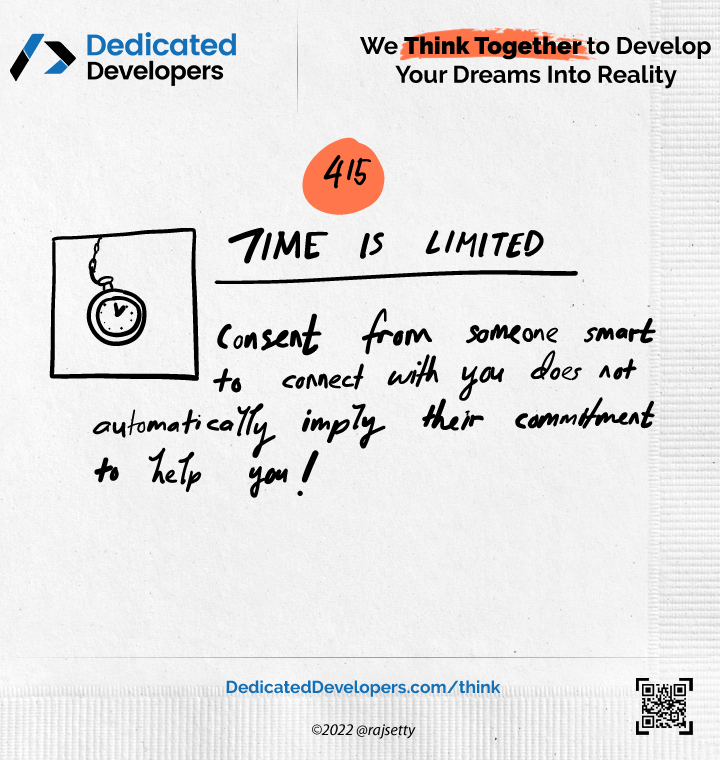 Dedicated
Developers
We Think Together to Develop
Your Dreams Into Reality
415
TIME IS LIMITED
Consent from someone smart
to connect with you does not
automatically imply their commitment
to help you!
DedicatedDevelopers.com/think
©2022 @rajsetty